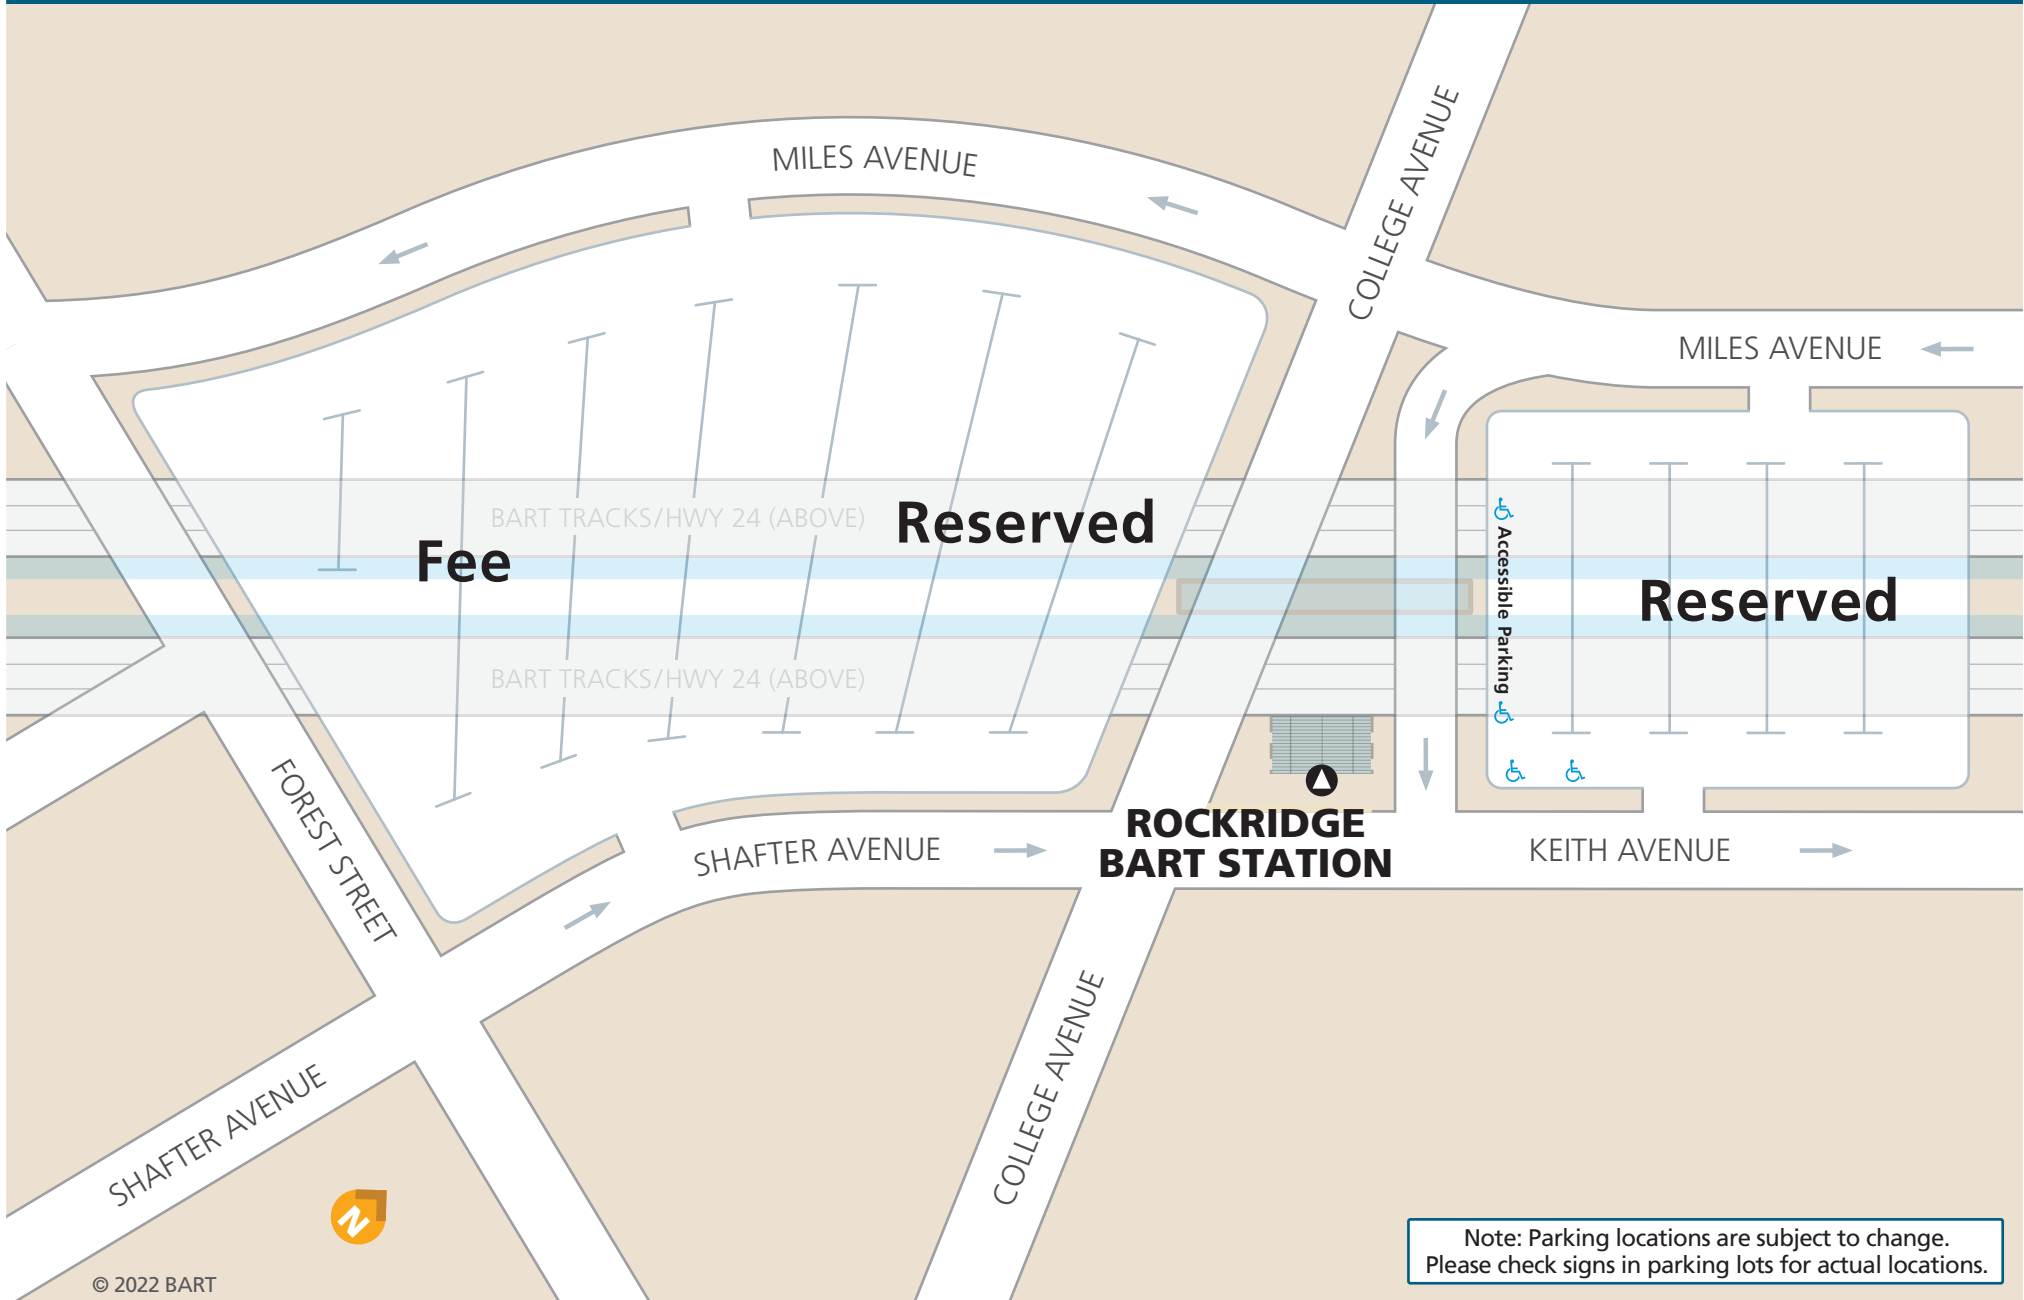 MILES AVENUE
COLLEGE AVENUE
MILES AVENUE
BART TRACKS/HWY 24 (ABOVE)
Reserved
Fee
Accessible Parking
Reserved
BART TRACKS/HWY 24 (ABOVE)
FOREST STREET
SHAFTER AVENUE
ROCKRIDGE
BART STATION
KEITH AVENUE
COLLEGE AVENUE
SHAFTER AVENUE
N
Note: Parking locations are subject to change.
Please check signs in parking lots for actual locations.
© 2022 BART